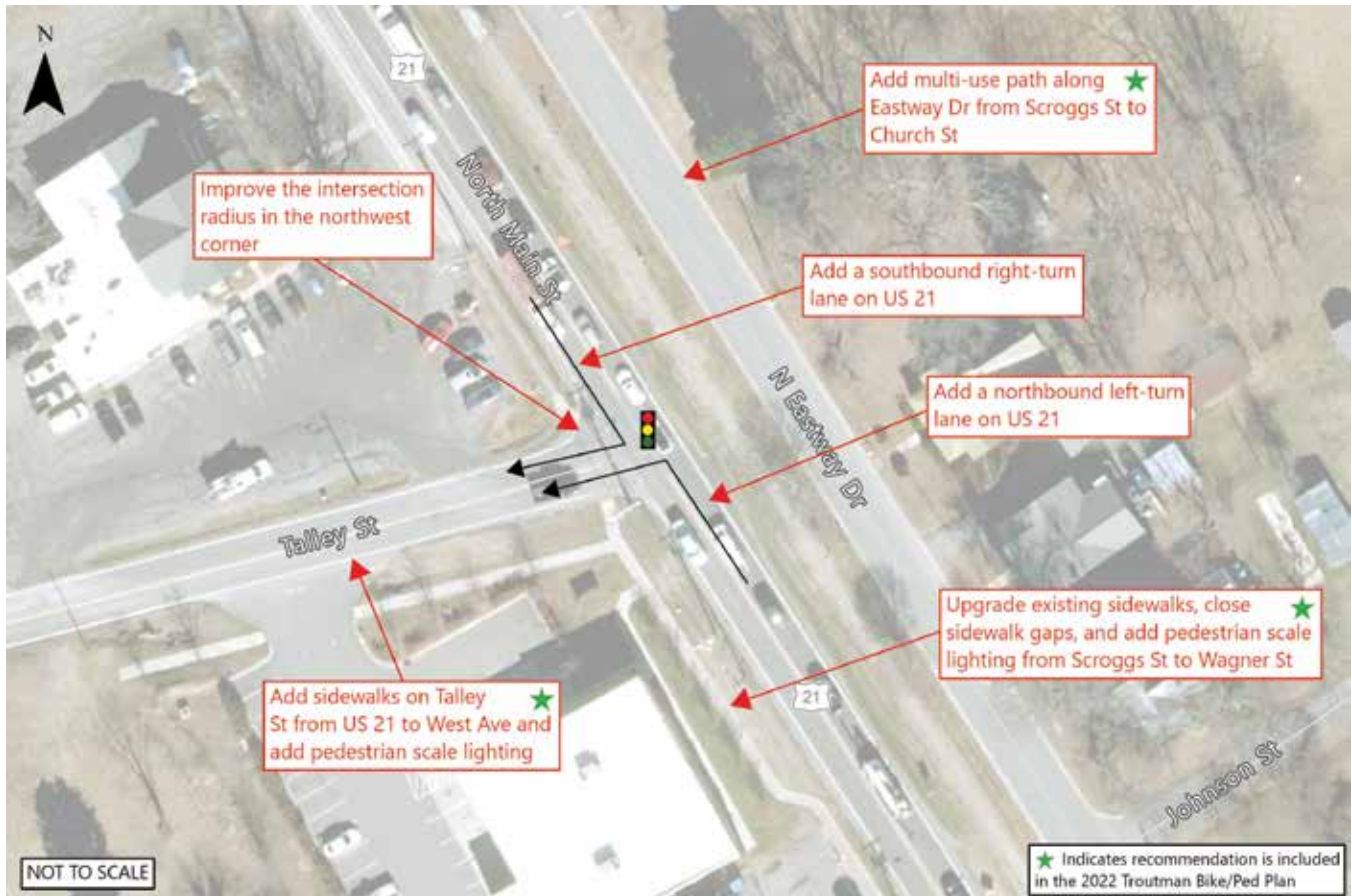 N
21
Add multi-use path along
Eastway Dr from Scroggs St to
Church St
North Main St
Improve the intersection
radius in the northwest
corner
Add a southbound right-turn
lane on US 21
Add a northbound left-turn
lane on US 21
N Eastway Dr
Talley St
Upgrade existing sidewalks, close
sidewalk gaps, and add pedestrian scale
lighting from Scroggs St to Wagner St
Add sidewalks on Talley
St from US 21 to West Ave and
add pedestrian scale lighting
21
Johnson St
NOT TO SCALE
Indicates recommendation is included
in the 2022 Troutman Bike/Ped Plan